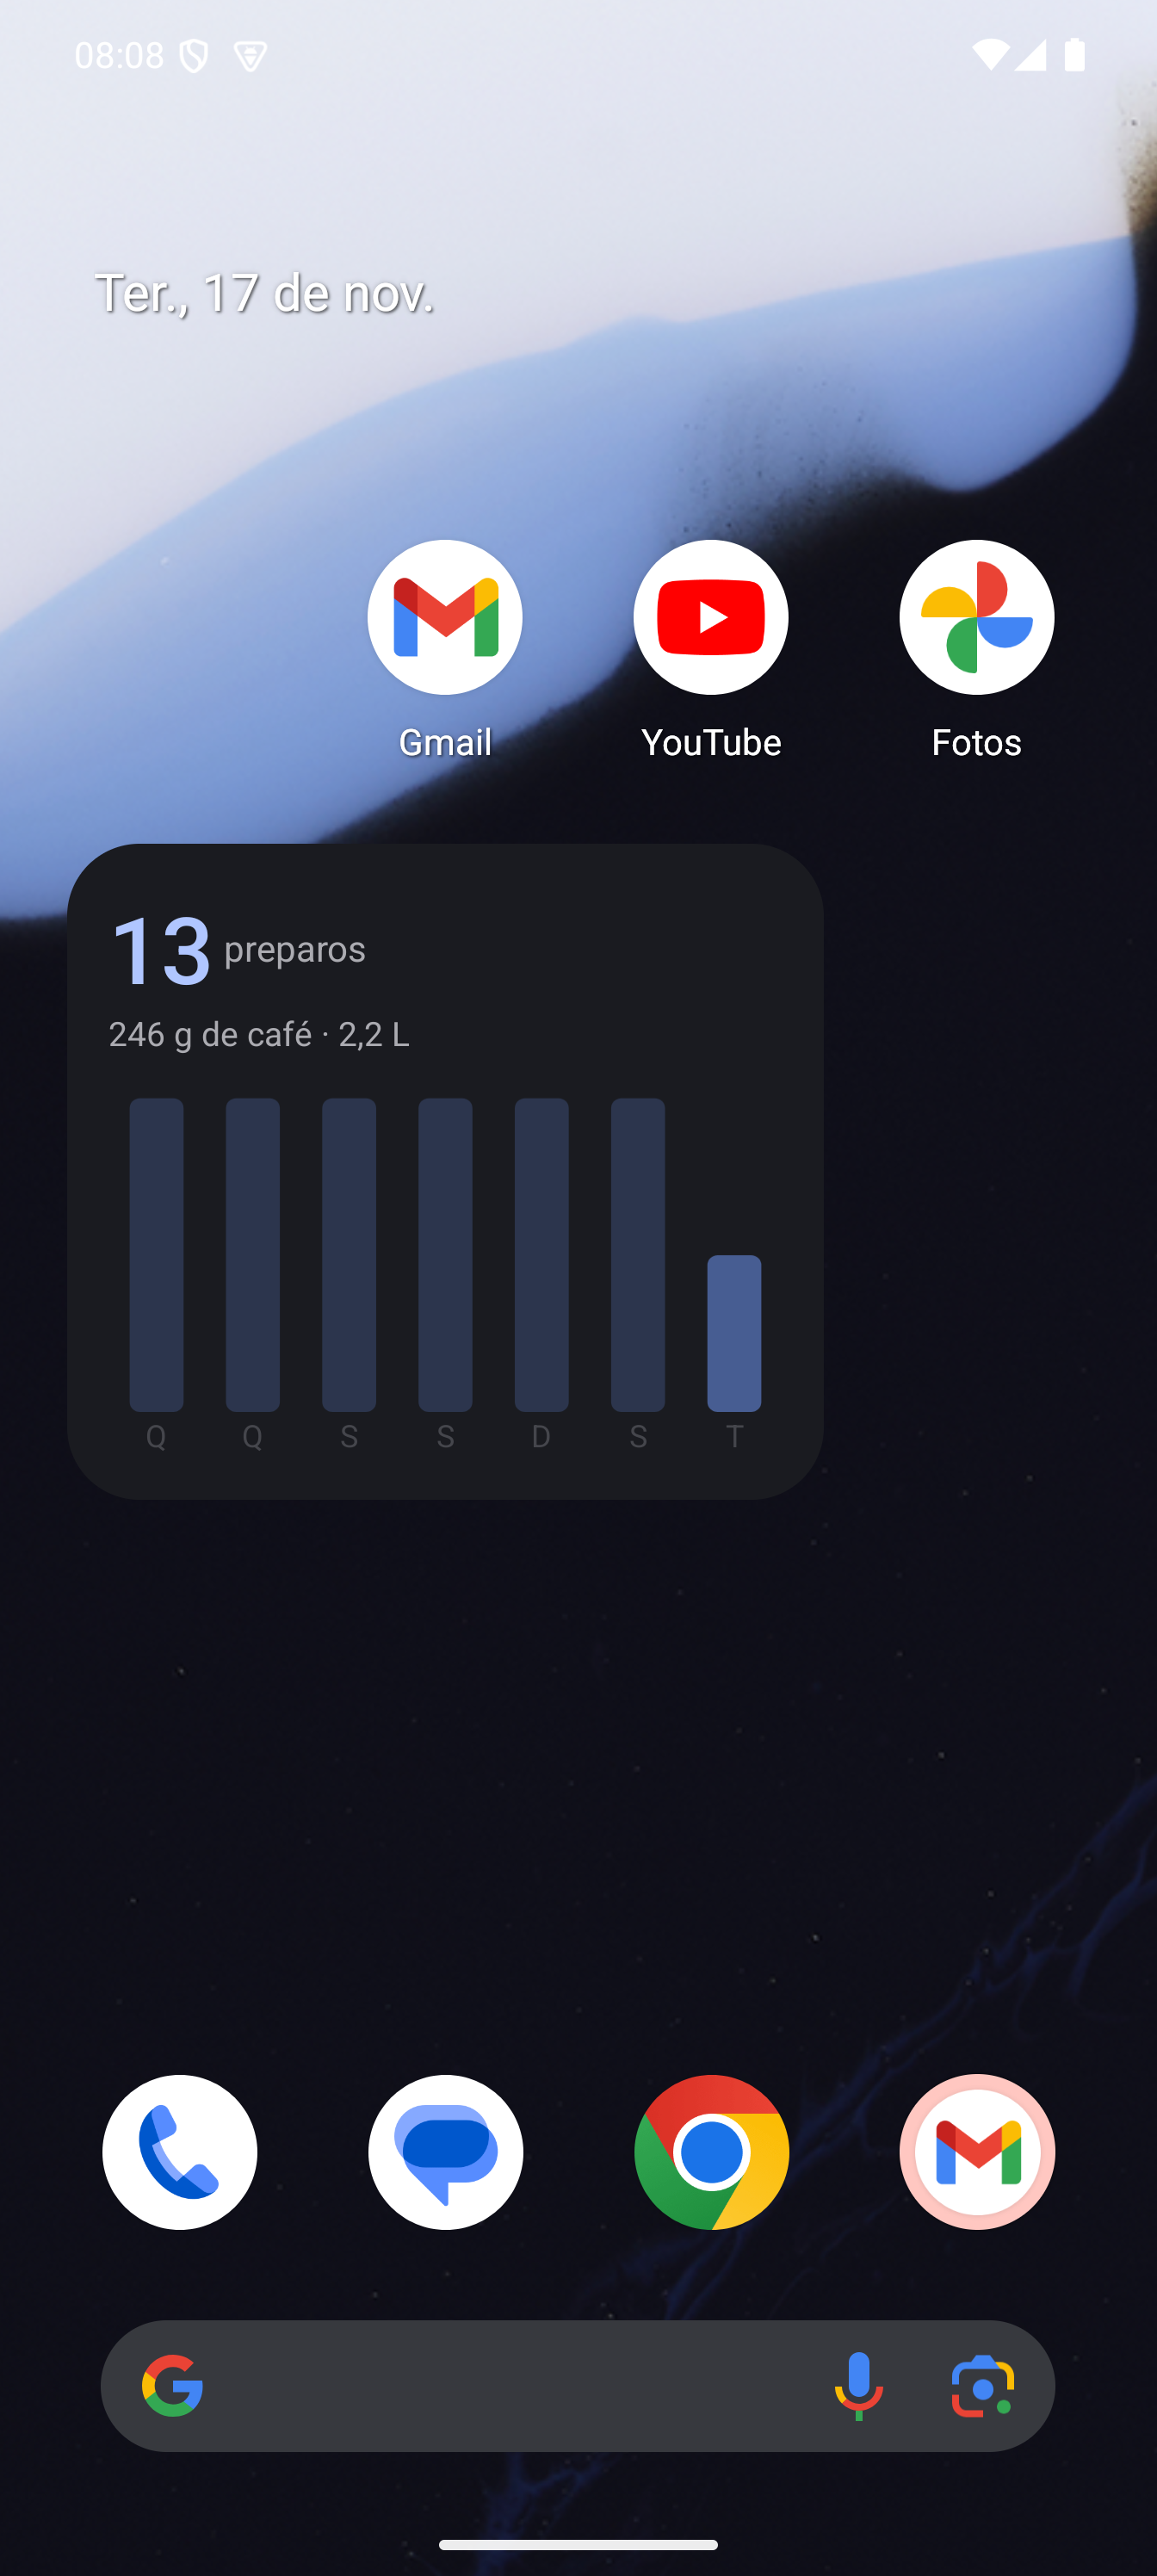 08:08
Ter., 17 de nov.
Gmail
YouTube
Fotos
13 preparos
246 g de café · 2,2 L
Q Q S S D S T